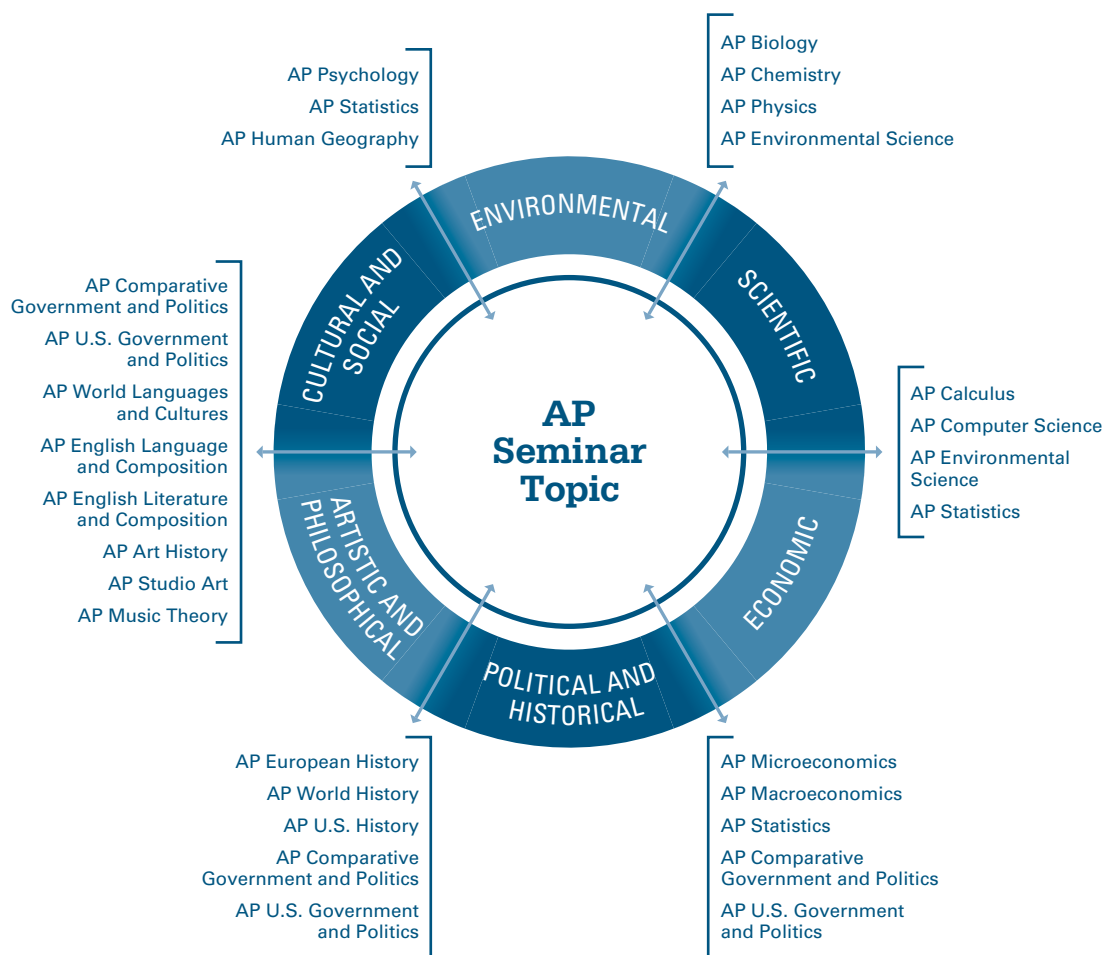 AP Psychology
AP Statistics
AP Human Geography
AP Biology
AP Chemistry
AP Physics
AP Environmental Science
ENVIRONMENTAL
CULTURAL AND
SOCIAL
SCIENTIFIC
AP Comparative
Government and Politics
AP U.S. Government
and Politics
AP World Languages
and Cultures
AP English Language
and Composition
AP English Literature
and Composition
AP Art History
AP Studio Art
AP Music Theory
AP
Seminar
Topic
AP Calculus
AP Computer Science
AP Environmental
Science
AP Statistics
ARTISTIC AND
PHILOSOPHICAL
ECONOMIC
POLITICAL AND
HISTORICAL
AP European History
AP World History
AP U.S. History
AP Comparative
Government and Politics
AP U.S. Government
and Politics
AP Microeconomics
AP Macroeconomics
AP Statistics
AP Comparative
Government and Politics
AP U.S. Government
and Politics